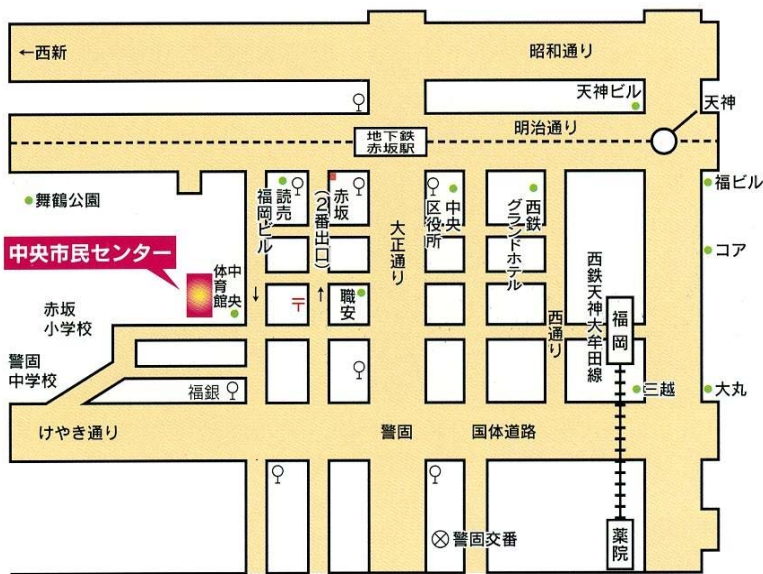 ←西新
昭和通り
天神ビル
天神
明治通り
地下鉄
赤坂駅
舞鶴公園
読売
福岡ビル
赤坂
(2番出口)
大正通り
中央
区役所
西鉄
グランドホテル
福ビル
コア
中央市民センター
中央
体育館
↓
↑
〒
職安
西通り
西鉄天神大牟田線
福岡
赤坂
小学校
警固
中学校
福銀
三越
大丸
けやき通り
警固
国体道路
警固交番
薬院